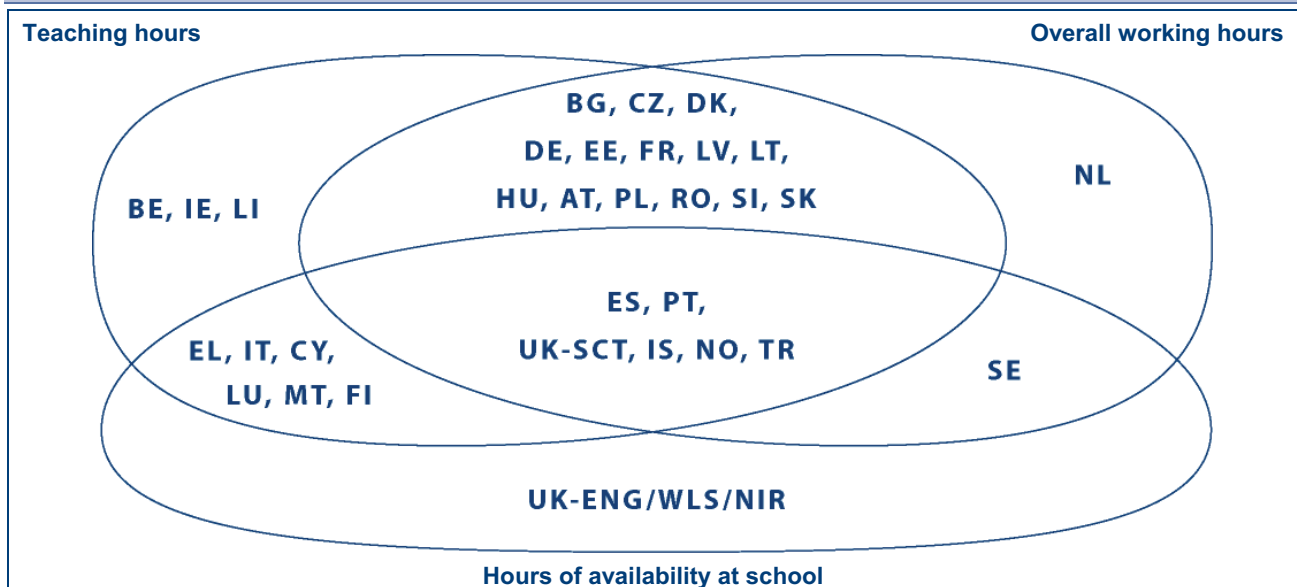 Teaching hours
Overall working hours
BG, CZ, DK,
DE, EE, FR, LV, LT,
HU, AT, PL, RO, SI, SK
NL
BE, IE, LI
ES, PT,
UK-SCT, IS, NO, TR
EL, IT, CY,
LU, MT, FI
SE
UK-ENG/WLS/NIR
Hours of availability at school